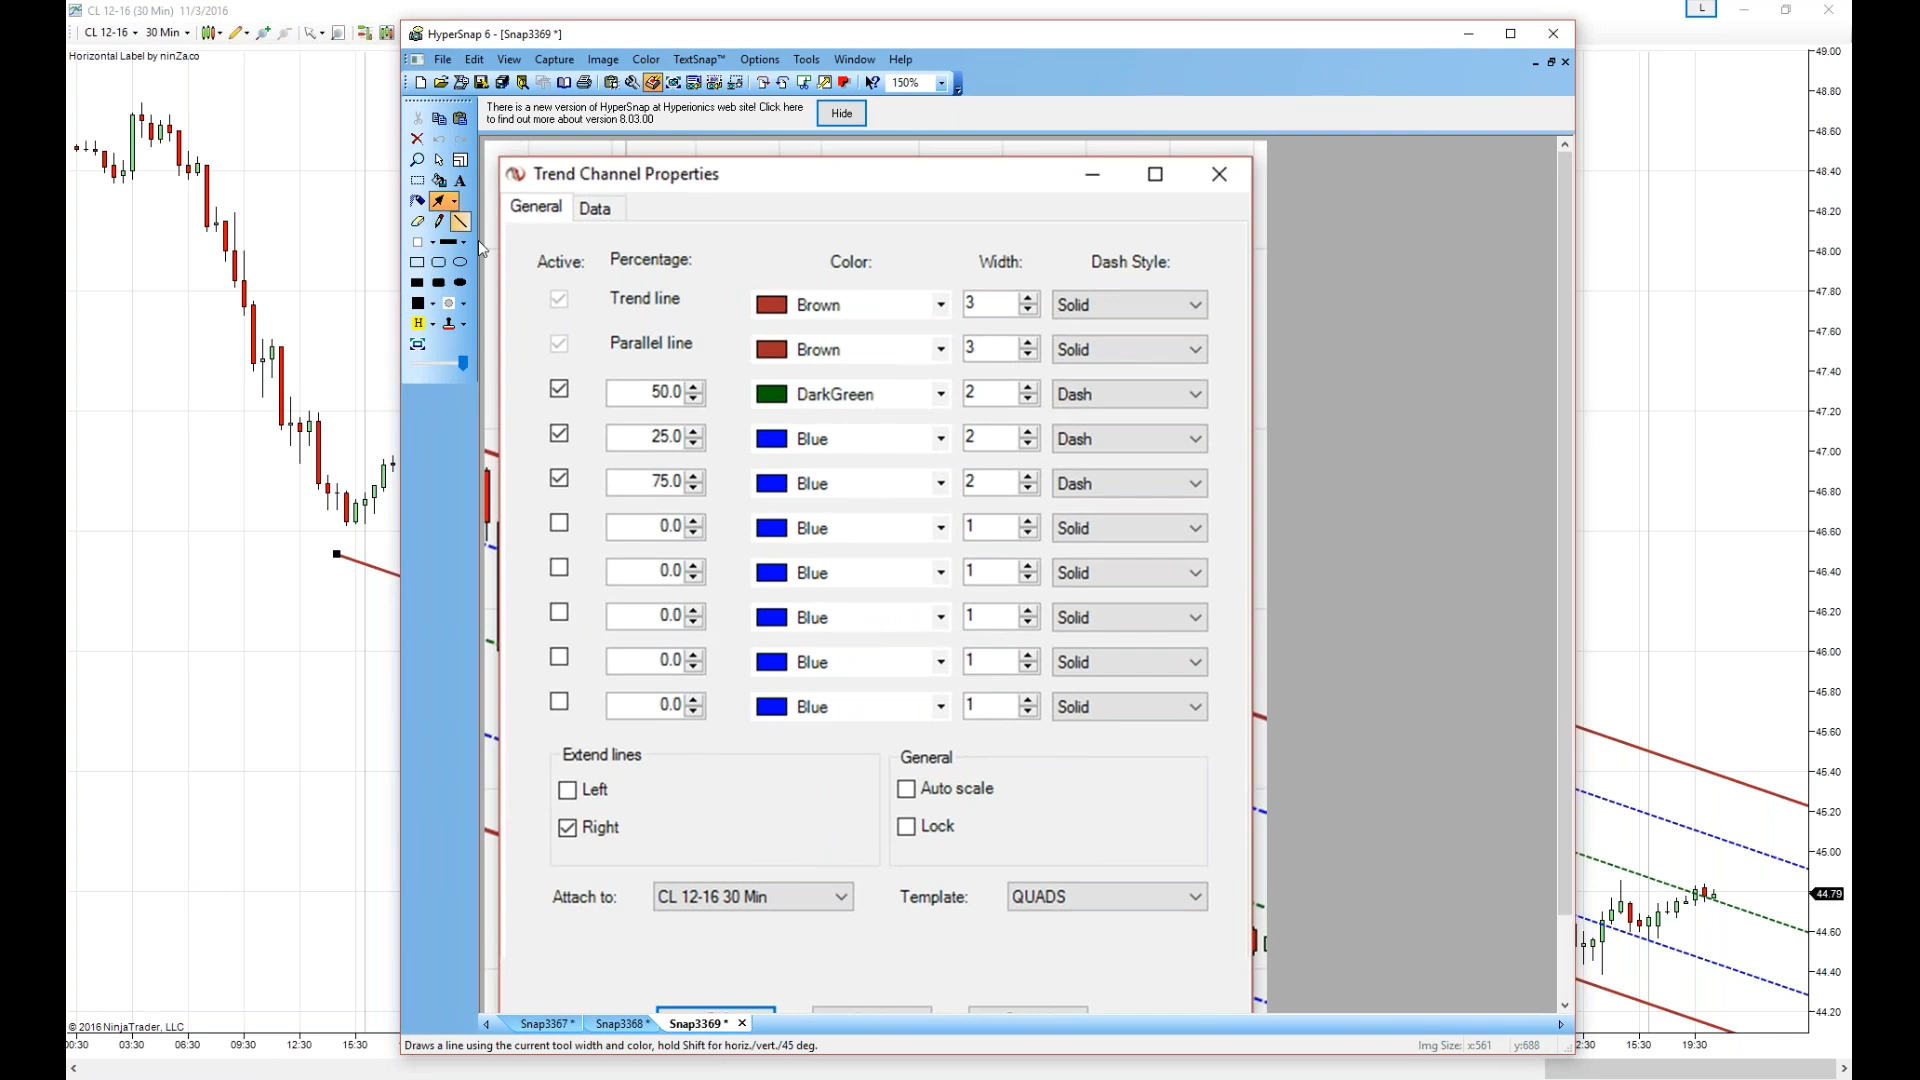 CL 12-16 (30 Min)  11/3/2016
L
CL 12-16 30 Min
Horizontal Label by ninZa.co
HyperSnap 6 - [Snap3369 *]
File Edit View Capture Image Color TextSnap™ Options Tools Window Help
150%
There is a new version of HyperSnap at Hyperionics web site! Click here
to find out more about version 8.03.00
Hide
A
H
Trend Channel Properties
General Data
Active: Percentage: Color: Width: Dash Style:
Trend line Brown 3 Solid
Parallel line Brown 3 Solid
50.0 DarkGreen 2 Dash
25.0 Blue 2 Dash
75.0 Blue 2 Dash
0.0 Blue 1 Solid
0.0 Blue 1 Solid
0.0 Blue 1 Solid
0.0 Blue 1 Solid
0.0 Blue 1 Solid
Extend lines
Left
Right
General
Auto scale
Lock
Attach to: CL 12-16 30 Min Template: QUADS
Snap3367 * Snap3368 * Snap3369 *
Draws a line using the current tool width and color, hold Shift for horiz./vert./45 deg.
Img Size: x:561 y:688
49.00
48.80
48.60
48.40
48.20
48.00
47.80
47.60
47.40
47.20
47.00
46.80
46.60
46.40
46.20
46.00
45.80
45.60
45.40
45.20
45.00
44.79
44.60
44.40
44.20
© 2016 NinjaTrader, LLC
03:30 06:30 09:30 12:30 15:30
15:30 19:30